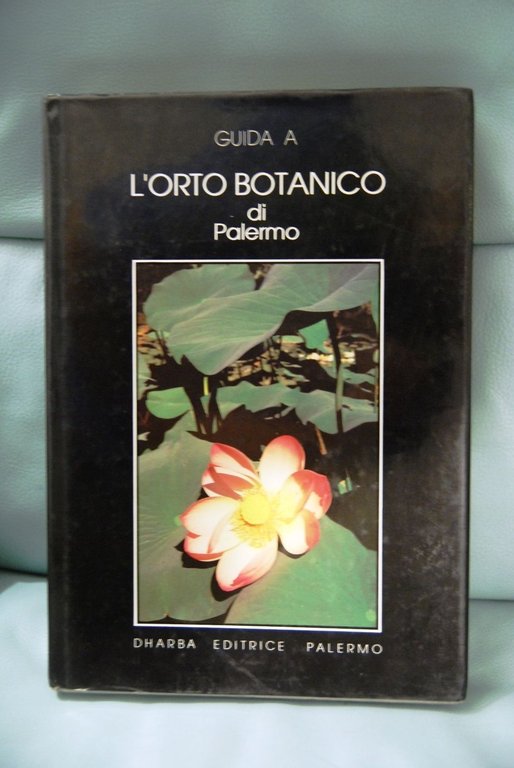 GUIDA A
L'ORTO BOTANICO
di
Palermo
DHARBA EDITRICE PALERMO